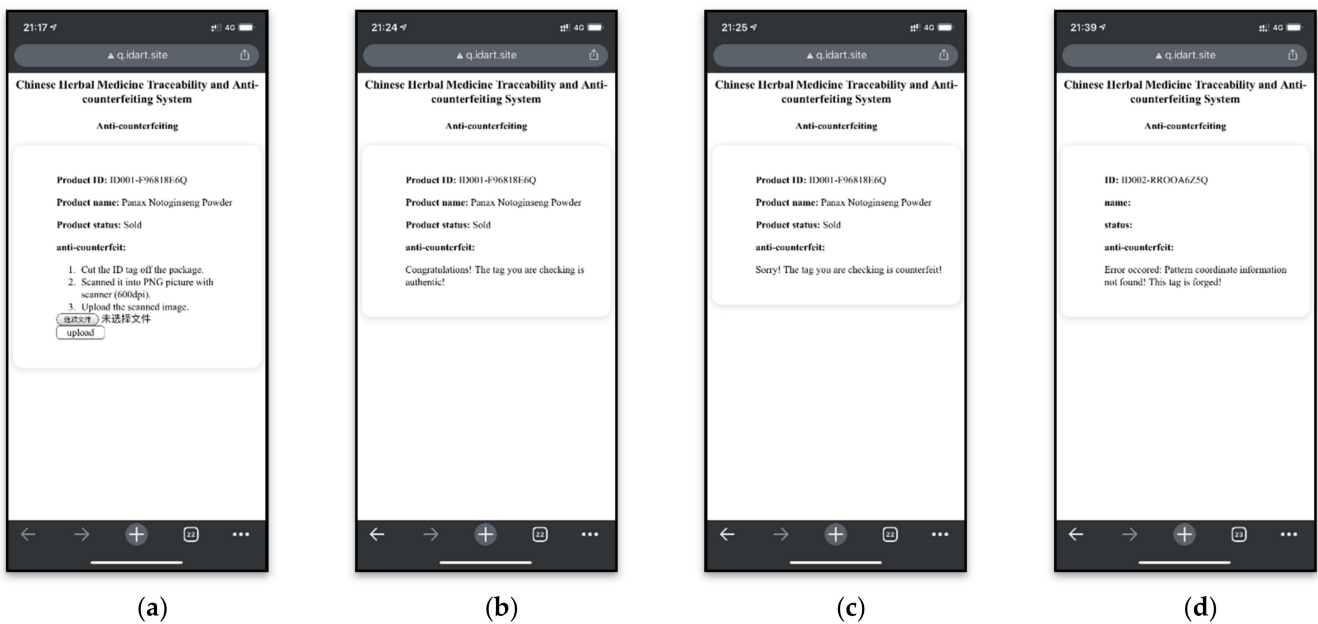 21:17
4G
q.idart.site
Chinese Herbal Medicine Traceability and Anti-
counterfeiting System
Anti-counterfeiting
Product ID: ID001-F96818E6Q
Product name: Panax Notoginseng Powder
Product status: Sold
anti-counterfeit:
1. Cut the ID tag off the package.
2. Scanned it into PNG picture with
scanner (600dpi).
3. Upload the scanned image.
选取文件 未选择文件
upload
22
(a)
21:24
4G
q.idart.site
Chinese Herbal Medicine Traceability and Anti-
counterfeiting System
Anti-counterfeiting
Product ID: ID001-F96818E6Q
Product name: Panax Notoginseng Powder
Product status: Sold
anti-counterfeit:
Congratulations! The tag you are checking is
authentic!
22
(b)
21:25
4G
q.idart.site
Chinese Herbal Medicine Traceability and Anti-
counterfeiting System
Anti-counterfeiting
Product ID: ID001-F96818E6Q
Product name: Panax Notoginseng Powder
Product status: Sold
anti-counterfeit:
Sorry! The tag you are checking is counterfeit!
22
(c)
21:39
4G
q.idart.site
Chinese Herbal Medicine Traceability and Anti-
counterfeiting System
Anti-counterfeiting
ID: ID002-RROOA6Z5Q
name:
status:
anti-counterfeit:
Error occored: Pattern coordinate information
not found! This tag is forged!
23
(d)